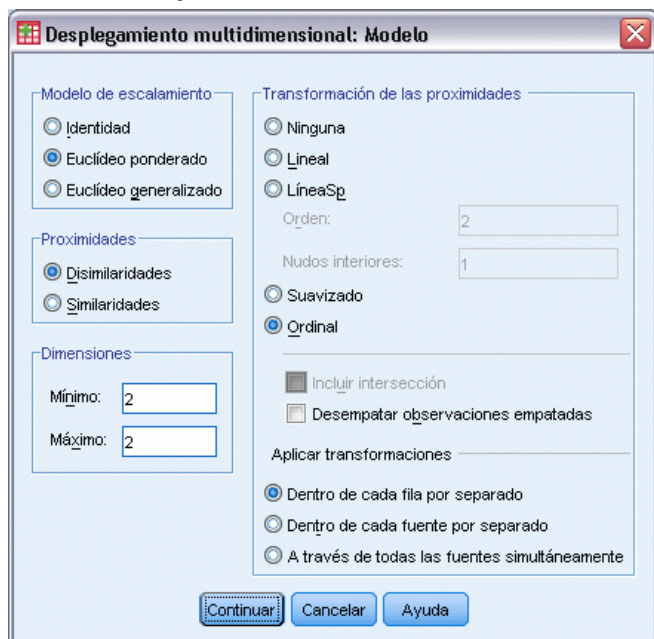 Desplegamiento multidimensional: Modelo
Modelo de escalamiento
Identidad
Euclídeo ponderado
Euclídeo generalizado
Proximidades
Disimilaridades
Similaridades
Dimensiones
Mínimo: 2
Máximo: 2
Transformación de las proximidades
Ninguna
Lineal
LíneaSp
Orden: 2
Nudos interiores: 1
Suavizado
Ordinal
Incluir intersección
Desempatar observaciones empatadas
Aplicar transformaciones
Dentro de cada fila por separado
Dentro de cada fuente por separado
A través de todas las fuentes simultáneamente
Continuar Cancelar Ayuda